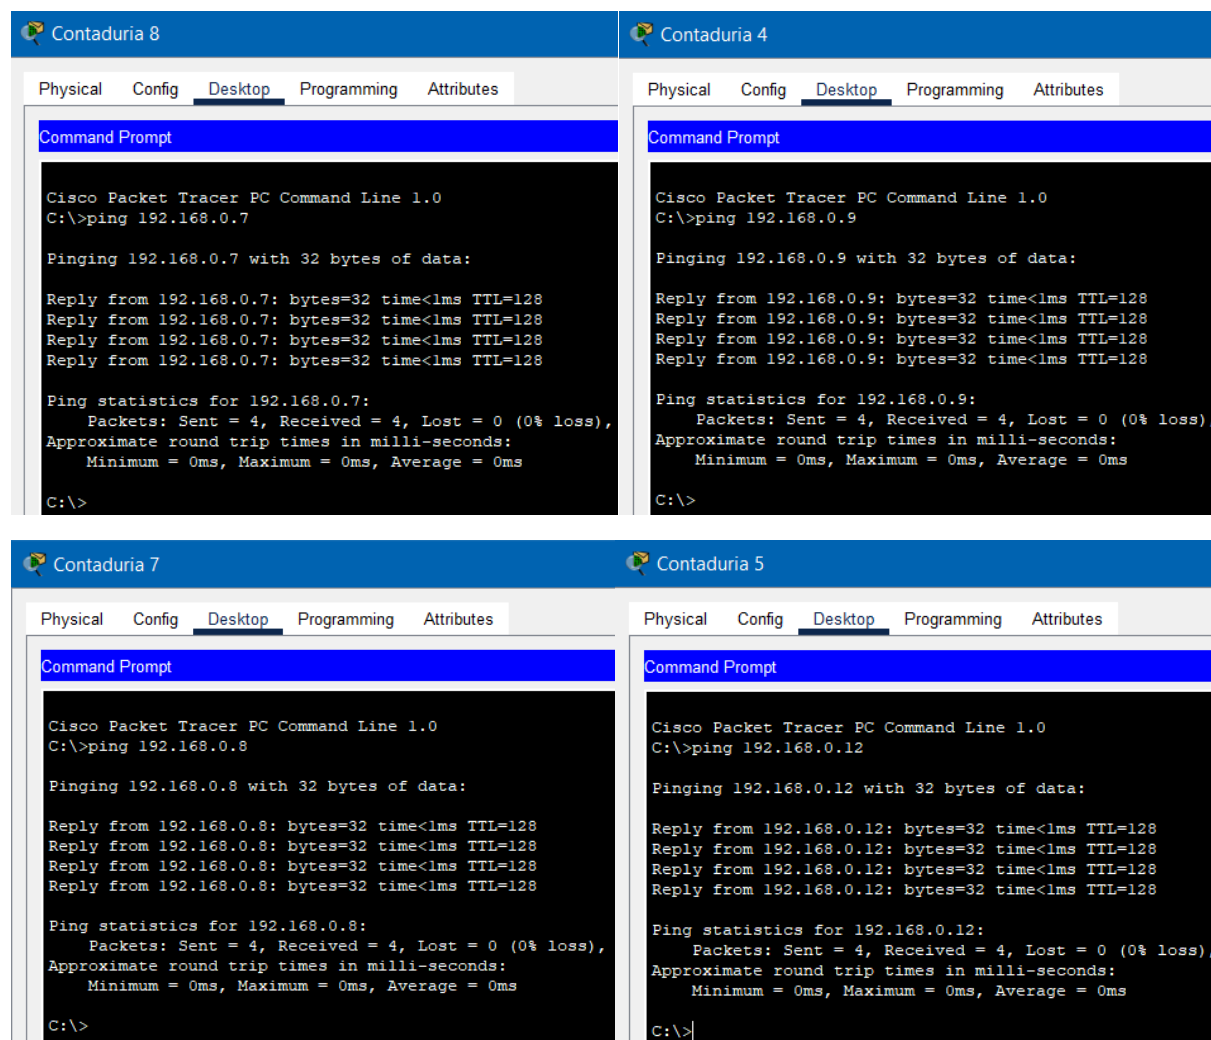 Contaduria 8
Physical Config Desktop Programming Attributes
Command Prompt
Cisco Packet Tracer PC Command Line 1.0
C:\>ping 192.168.0.7
Pinging 192.168.0.7 with 32 bytes of data:
Reply from 192.168.0.7: bytes=32 time<1ms TTL=128
Reply from 192.168.0.7: bytes=32 time<1ms TTL=128
Reply from 192.168.0.7: bytes=32 time<1ms TTL=128
Reply from 192.168.0.7: bytes=32 time<1ms TTL=128
Ping statistics for 192.168.0.7:
Packets: Sent = 4, Received = 4, Lost = 0 (0% loss),
Approximate round trip times in milli-seconds:
Minimum = 0ms, Maximum = 0ms, Average = 0ms
C:\>
Contaduria 4
Physical Config Desktop Programming Attributes
Command Prompt
Cisco Packet Tracer PC Command Line 1.0
C:\>ping 192.168.0.9
Pinging 192.168.0.9 with 32 bytes of data:
Reply from 192.168.0.9: bytes=32 time<1ms TTL=128
Reply from 192.168.0.9: bytes=32 time<1ms TTL=128
Reply from 192.168.0.9: bytes=32 time<1ms TTL=128
Reply from 192.168.0.9: bytes=32 time<1ms TTL=128
Ping statistics for 192.168.0.9:
Packets: Sent = 4, Received = 4, Lost = 0 (0% loss),
Approximate round trip times in milli-seconds:
Minimum = 0ms, Maximum = 0ms, Average = 0ms
C:\>
Contaduria 7
Physical Config Desktop Programming Attributes
Command Prompt
Cisco Packet Tracer PC Command Line 1.0
C:\>ping 192.168.0.8
Pinging 192.168.0.8 with 32 bytes of data:
Reply from 192.168.0.8: bytes=32 time<1ms TTL=128
Reply from 192.168.0.8: bytes=32 time<1ms TTL=128
Reply from 192.168.0.8: bytes=32 time<1ms TTL=128
Reply from 192.168.0.8: bytes=32 time<1ms TTL=128
Ping statistics for 192.168.0.8:
Packets: Sent = 4, Received = 4, Lost = 0 (0% loss),
Approximate round trip times in milli-seconds:
Minimum = 0ms, Maximum = 0ms, Average = 0ms
C:\>
Contaduria 5
Physical Config Desktop Programming Attributes
Command Prompt
Cisco Packet Tracer PC Command Line 1.0
C:\>ping 192.168.0.12
Pinging 192.168.0.12 with 32 bytes of data:
Reply from 192.168.0.12: bytes=32 time<1ms TTL=128
Reply from 192.168.0.12: bytes=32 time<1ms TTL=128
Reply from 192.168.0.12: bytes=32 time<1ms TTL=128
Reply from 192.168.0.12: bytes=32 time<1ms TTL=128
Ping statistics for 192.168.0.12:
Packets: Sent = 4, Received = 4, Lost = 0 (0% loss),
Approximate round trip times in milli-seconds:
Minimum = 0ms, Maximum = 0ms, Average = 0ms
C:\>